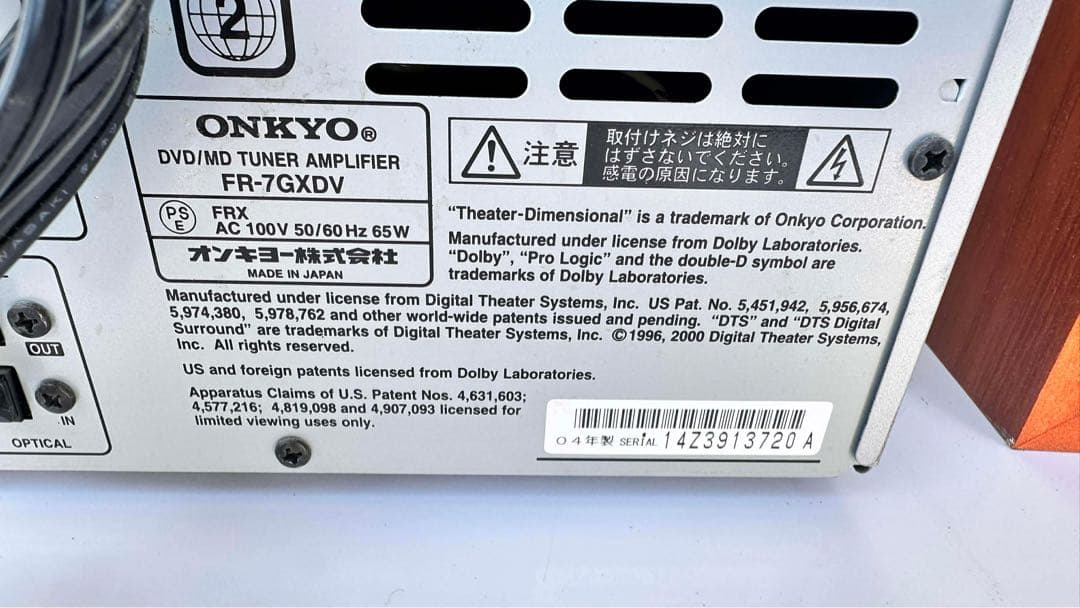 2
ONKYO®
DVD/MD TUNER AMPLIFIER
FR-7GXDV
PS
E
FRX
AC 100V 50/60Hz 65W
オンキヨー株式会社
MADE IN JAPAN
注意
取付けネジは絶対に
はずさないでください。
感電の原因になります。
“Theater-Dimensional” is a trademark of Onkyo Corporation.
Manufactured under license from Dolby Laboratories.
“Dolby”, “Pro Logic” and the double-D symbol are
trademarks of Dolby Laboratories.
Manufactured under license from Digital Theater Systems, Inc. US Pat. No. 5,451,942, 5,956,674,
5,974,380, 5,978,762 and other world-wide patents issued and pending. “DTS” and “DTS Digital
Surround” are trademarks of Digital Theater Systems, Inc. ©1996, 2000 Digital Theater Systems,
Inc. All rights reserved.
US and foreign patents licensed from Dolby Laboratories.
Apparatus Claims of U.S. Patent Nos. 4,631,603;
4,577,216; 4,819,098 and 4,907,093 licensed for
limited viewing uses only.
04年製 SERIAL 14Z3913720A
OUT
IN
OPTICAL